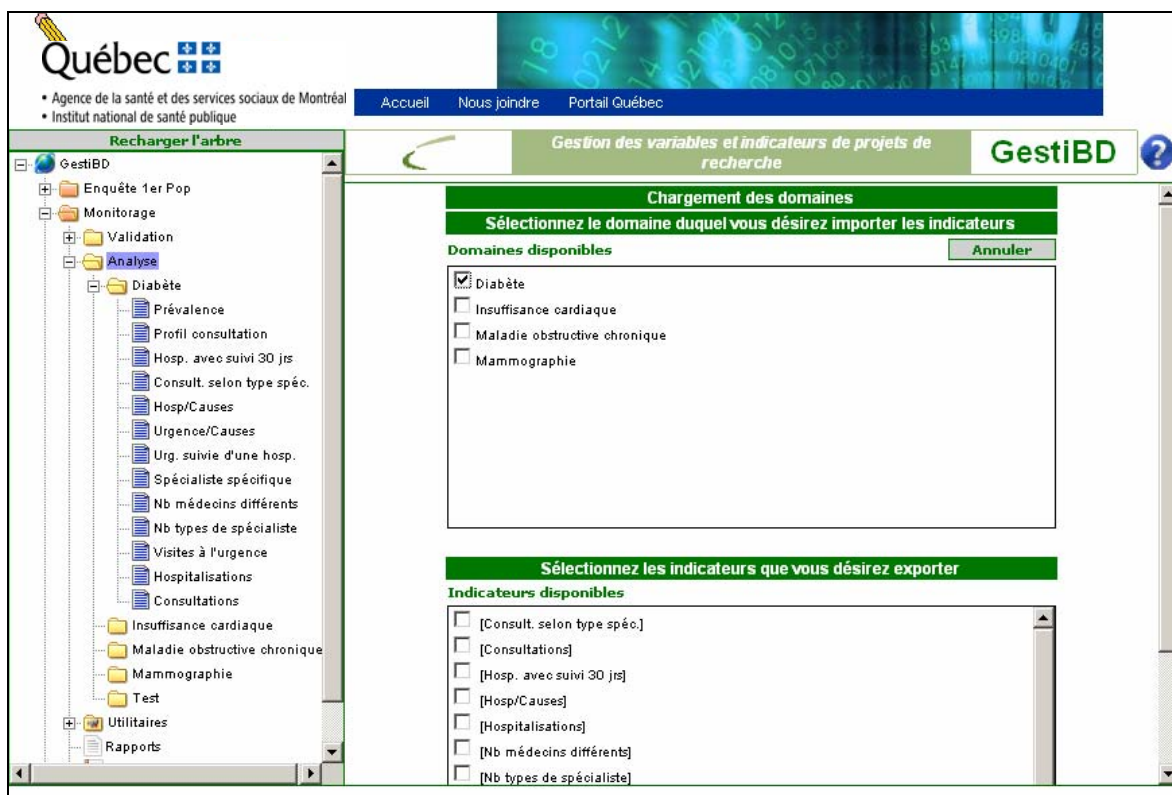 Québec
• Agence de la santé et des services sociaux de Montréal
• Institut national de santé publique
Accueil Nous joindre Portail Québec
Recharger l'arbre
GestiBD
Enquête 1er Pop
Monitorage
Validation
Analyse
Diabète
Prévalence
Profil consultation
Hosp. avec suivi 30 jrs
Consult. selon type spéc.
Hosp/Causes
Urgence/Causes
Urg. suivie d'une hosp.
Spécialiste spécifique
Nb médecins différents
Nb types de spécialiste
Visites à l'urgence
Hospitalisations
Consultations
Insuffisance cardiaque
Maladie obstructive chronique
Mammographie
Test
Utilitaires
Rapports
Gestion des variables et indicateurs de projets de
recherche
GestiBD
?
Chargement des domaines
Sélectionnez le domaine duquel vous désirez importer les indicateurs
Domaines disponibles
Annuler
Diabète
Insuffisance cardiaque
Maladie obstructive chronique
Mammographie
Sélectionnez les indicateurs que vous désirez exporter
Indicateurs disponibles
[Consult. selon type spéc.]
[Consultations]
[Hosp. avec suivi 30 jrs]
[Hosp/Causes]
[Hospitalisations]
[Nb médecins différents]
[Nb types de spécialiste]